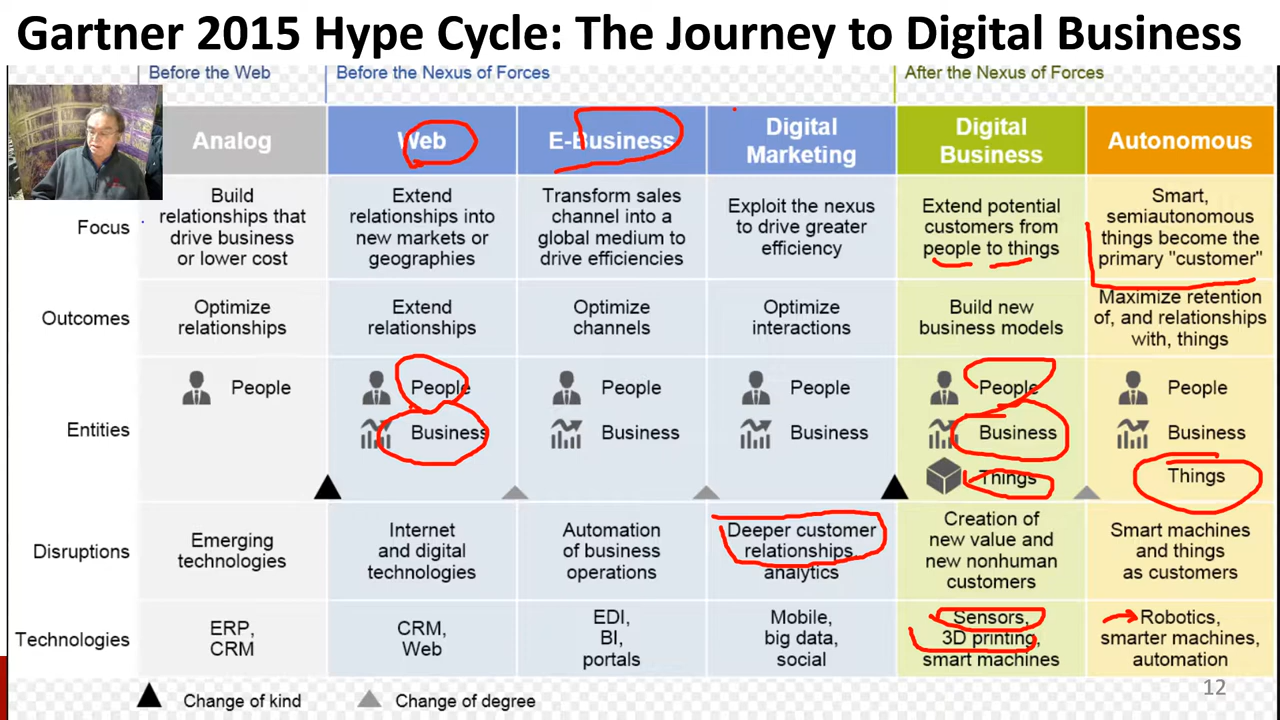 Gartner 2015 Hype Cycle: The Journey to Digital Business
Before the Web
Before the Nexus of Forces
After the Nexus of Forces
Analog
Web
E-Business
Digital
Marketing
Digital
Business
Autonomous
Focus
Build
relationships that
drive business
or lower cost
Extend
relationships into
new markets or
geographies
Transform sales
channel into a
global medium to
drive efficiencies
Exploit the nexus
to drive greater
efficiency
Extend potential
customers from
people to things
Smart,
semiautonomous
things become the
primary "customer"
Outcomes
Optimize
relationships
Extend
relationships
Optimize
channels
Optimize
interactions
Build new
business models
Maximize retention
of, and relationships
with, things
Entities
People
People
Business
People
Business
People
Business
People
Business
Things
People
Business
Things
Disruptions
Emerging
technologies
Internet
and digital
technologies
Automation
of business
operations
Deeper customer
relationships,
analytics
Creation of
new value and
new nonhuman
customers
Smart machines
and things
as customers
Technologies
ERP,
CRM
CRM,
Web
EDI,
BI,
portals
Mobile,
big data,
social
Sensors,
3D printing,
smart machines
Robotics,
smarter machines,
automation
Change of kind
Change of degree
12